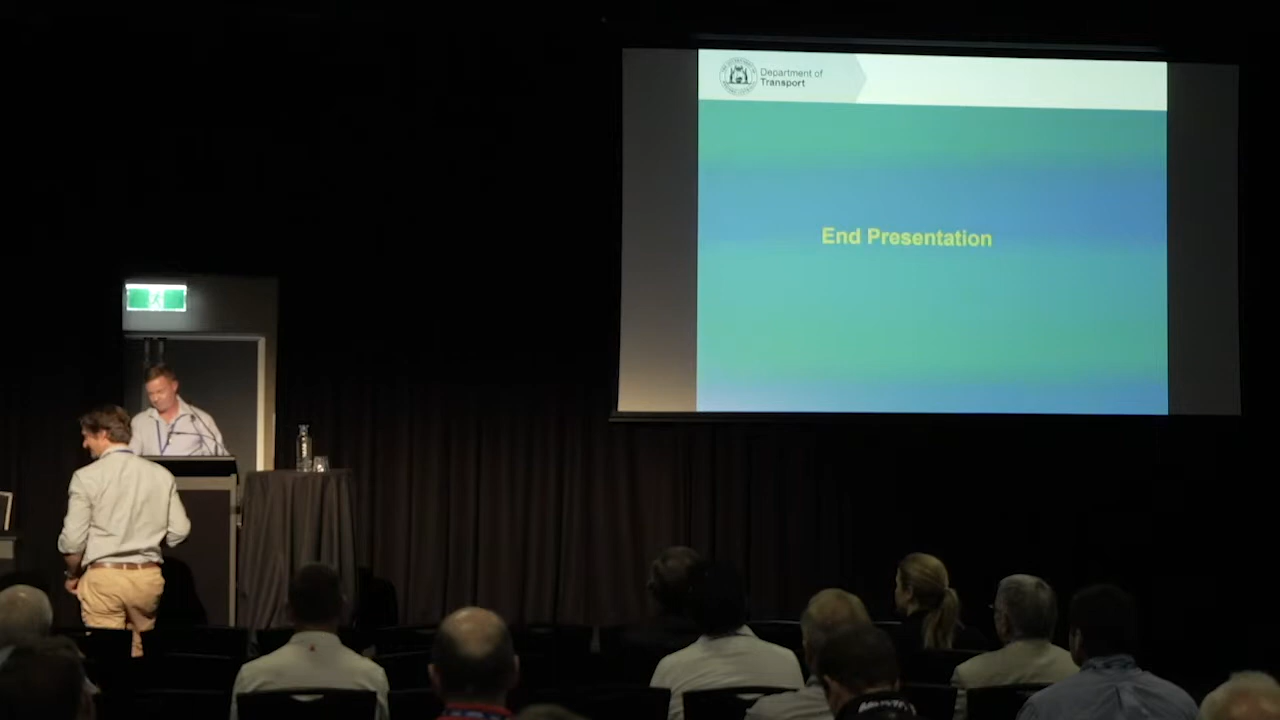 Department of
Transport
End Presentation